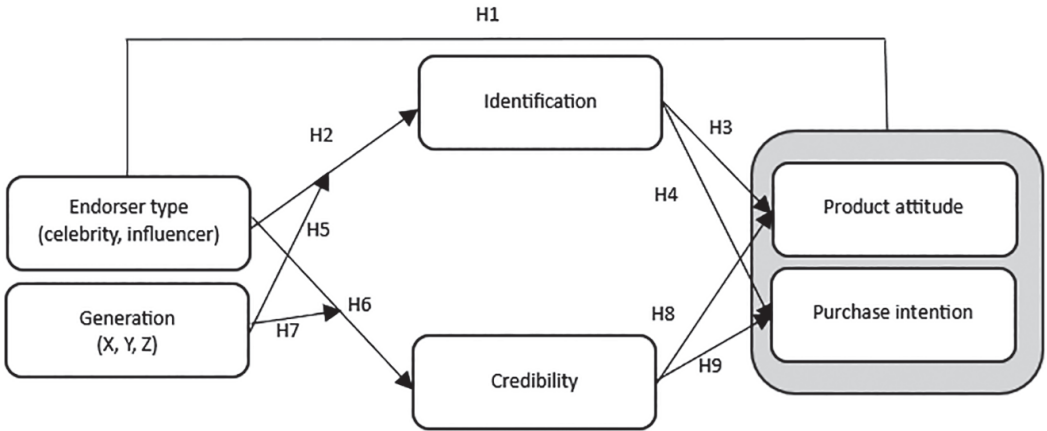 H1
Identification
H2
H3
H4
Endorser type
(celebrity, influencer)
Product attitude
H5
Generation
(X, Y, Z)
H6
H7
H8
Purchase intention
H9
Credibility